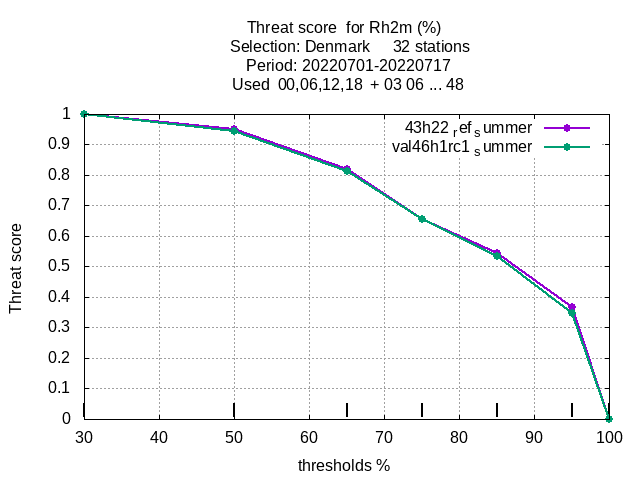 Threat score for Rh2m (%)
Selection: Denmark 32 stations
Period: 20220701-20220717
Used 00,06,12,18 + 03 06 ... 48
43h22 ref summer
val46h1rc1 summer
1
0.9
0.8
0.7
0.6
0.5
0.4
0.3
0.2
0.1
0
Threat score
30 40 50 60 70 80 90 100
thresholds %